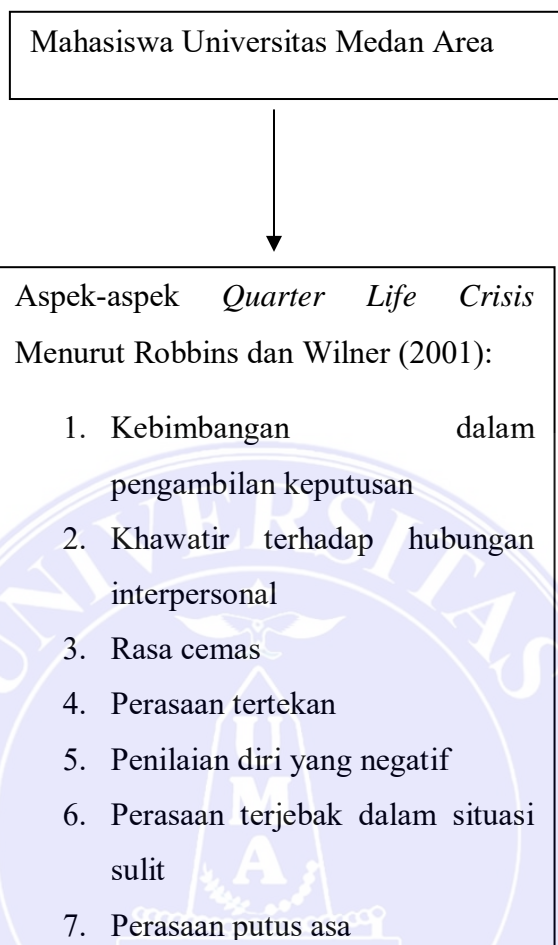 Mahasiswa Universitas Medan Area
Aspek-aspek Quarter Life Crisis
Menurut Robbins dan Wilner (2001):
1. Kebimbangan dalam
pengambilan keputusan
2. Khawatir terhadap hubungan
interpersonal
3. Rasa cemas
4. Perasaan tertekan
5. Penilaian diri yang negatif
6. Perasaan terjebak dalam situasi
sulit
7. Perasaan putus asa
UNIVERSITAS
U
M
A